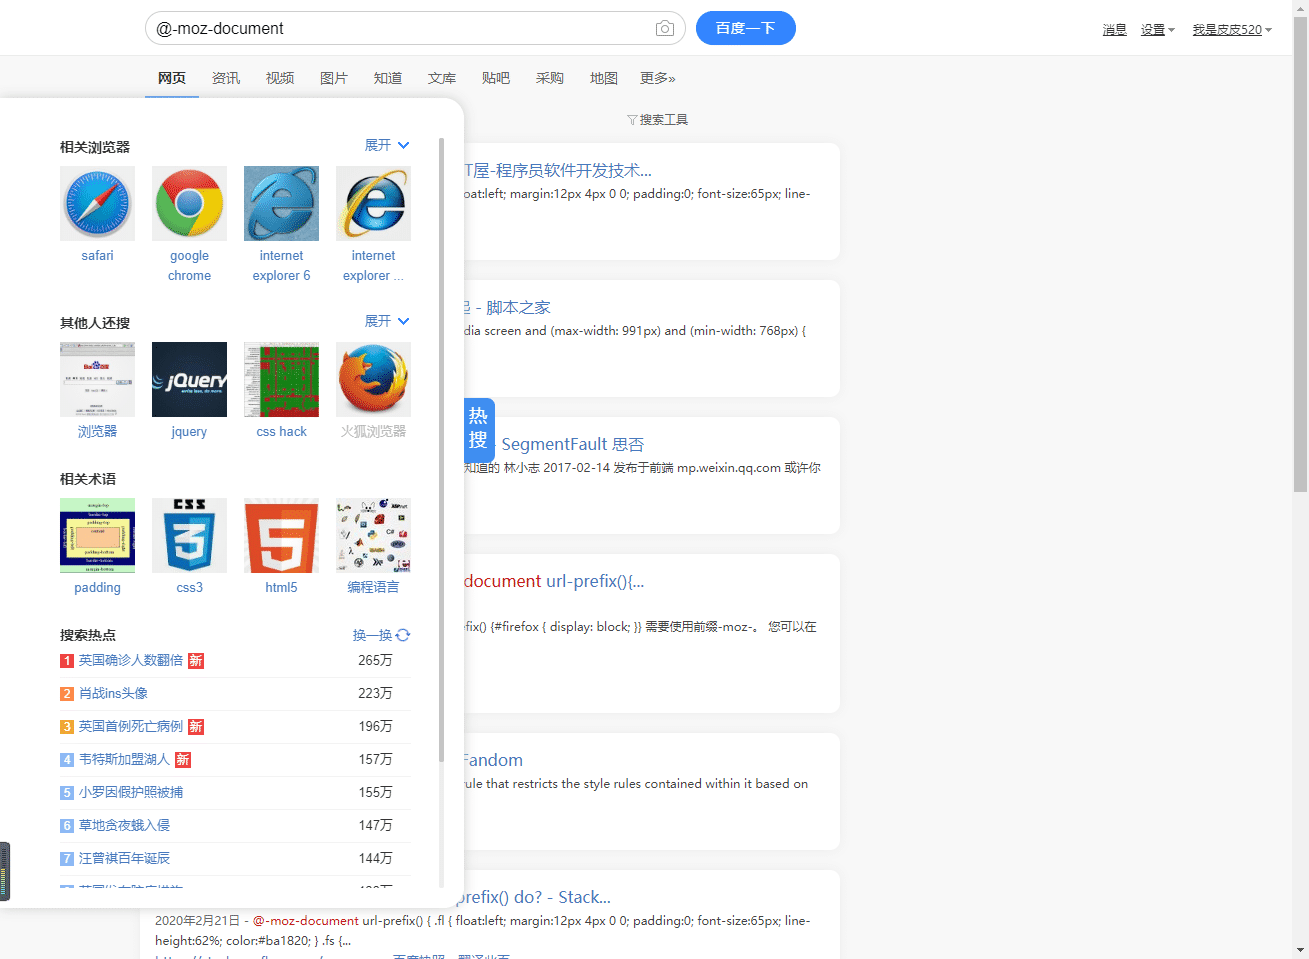 @-moz-document
百度一下
消息 设置 我是皮皮520
网页 资讯 视频 图片 知道 文库 贴吧 采购 地图 更多»
搜索工具
相关浏览器 展开
safari
google chrome
internet explorer 6
internet explorer ...
其他人还搜 展开
浏览器 jquery css hack 火狐浏览器
相关术语
padding css3 html5 编程语言
搜索热点 换一换
1 英国确诊人数翻倍 新 265万
2 肖战ins头像 223万
3 英国首例死亡病例 新 196万
4 韦特斯加盟湖人 新 157万
5 小罗因假护照被捕 155万
6 草地贪夜蛾入侵 147万
7 汪曾祺百年诞辰 144万
热搜
T屋-程序员软件开发技术...
oat:left; margin:12px 4px 0 0; padding:0; font-size:65px; line-
- 脚本之家
dia screen and (max-width: 991px) and (min-width: 768px) {
SegmentFault 思否
知道的 林小志 2017-02-14 发布于前端 mp.weixin.qq.com 或许你
document url-prefix(){...
fix() {#firefox { display: block; }} 需要使用前缀-moz-。 您可以在
Fandom
rule that restricts the style rules contained within it based on
prefix() do? - Stack...
2020年2月21日 - @-moz-document url-prefix() { .fl { float:left; margin:12px 4px 0 0; padding:0; font-size:65px; line-
height:62%; color:#ba1820; } .fs {...